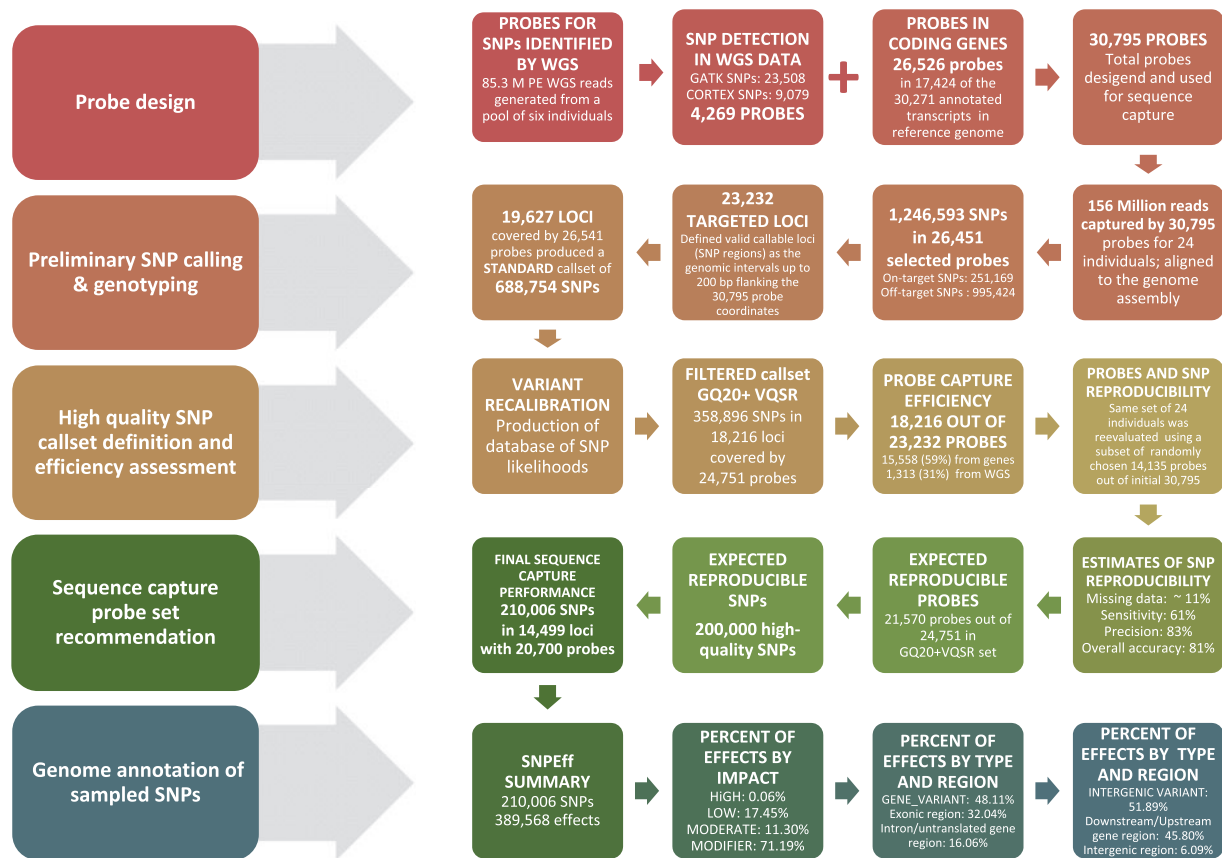 Probe design
PROBES FOR
SNPs IDENTIFIED
BY WGS
85.3 M PE WGS reads
generated from a
pool of six individuals
SNP DETECTION
IN WGS DATA
GATK SNPs: 23,508
CORTEX SNPs: 9,079
4,269 PROBES
+
PROBES IN
CODING GENES
26,526 probes
in 17,424 of the
30,271 annotated
transcripts in
reference genome
30,795 PROBES
Total probes
desigend and used
for sequence
capture
Preliminary SNP calling
& genotyping
19,627 LOCI
covered by 26,541
probes produced a
STANDARD callset of
688,754 SNPs
23,232
TARGETED LOCI
Defined valid callable loci
(SNP regions) as the
genomic intervals up to
200 bp flanking the
30,795 probe
coordinates
1,246,593 SNPs
in 26,451
selected probes
On-target SNPs: 251,169
Off-target SNPs : 995,424
156 Million reads
captured by 30,795
probes for 24
individuals; aligned
to the genome
assembly
High quality SNP
callset definition and
efficiency assessment
VARIANT
RECALIBRATION
Production of
database of SNP
likelihoods
FILTERED callset
GQ20+ VQSR
358,896 SNPs in
18,216 loci
covered by
24,751 probes
PROBE CAPTURE
EFFICIENCY
18,216 OUT OF
23,232 PROBES
15,558 (59%) from genes
1,313 (31%) from WGS
PROBES AND SNP
REPRODUCIBILITY
Same set of 24
individuals was
reevaluated using a
subset of randomly
chosen 14,135 probes
out of initial 30,795
Sequence capture
probe set
recommendation
FINAL SEQUENCE
CAPTURE
PERFORMANCE
210,006 SNPs
in 14,499 loci
with 20,700 probes
EXPECTED
REPRODUCIBLE
SNPs
200,000 high-
quality SNPs
EXPECTED
REPRODUCIBLE
PROBES
21,570 probes out of
24,751 in
GQ20+VQSR set
ESTIMATES OF SNP
REPRODUCIBILITY
Missing data: ~ 11%
Sensitivity: 61%
Precision: 83%
Overall accuracy: 81%
Genome annotation of
sampled SNPs
SNPEff
SUMMARY
210,006 SNPs
389,568 effects
PERCENT OF
EFFECTS BY
IMPACT
HiGH: 0.06%
LOW: 17.45%
MODERATE: 11.30%
MODIFIER: 71.19%
PERCENT OF
EFFECTS BY TYPE
AND REGION
GENE_VARIANT: 48.11%
Exonic region: 32.04%
Intron/untranslated gene
region: 16.06%
PERCENT OF
EFFECTS BY TYPE
AND REGION
INTERGENIC VARIANT:
51.89%
Downstream/Upstream
gene region: 45.80%
Intergenic region: 6.09%